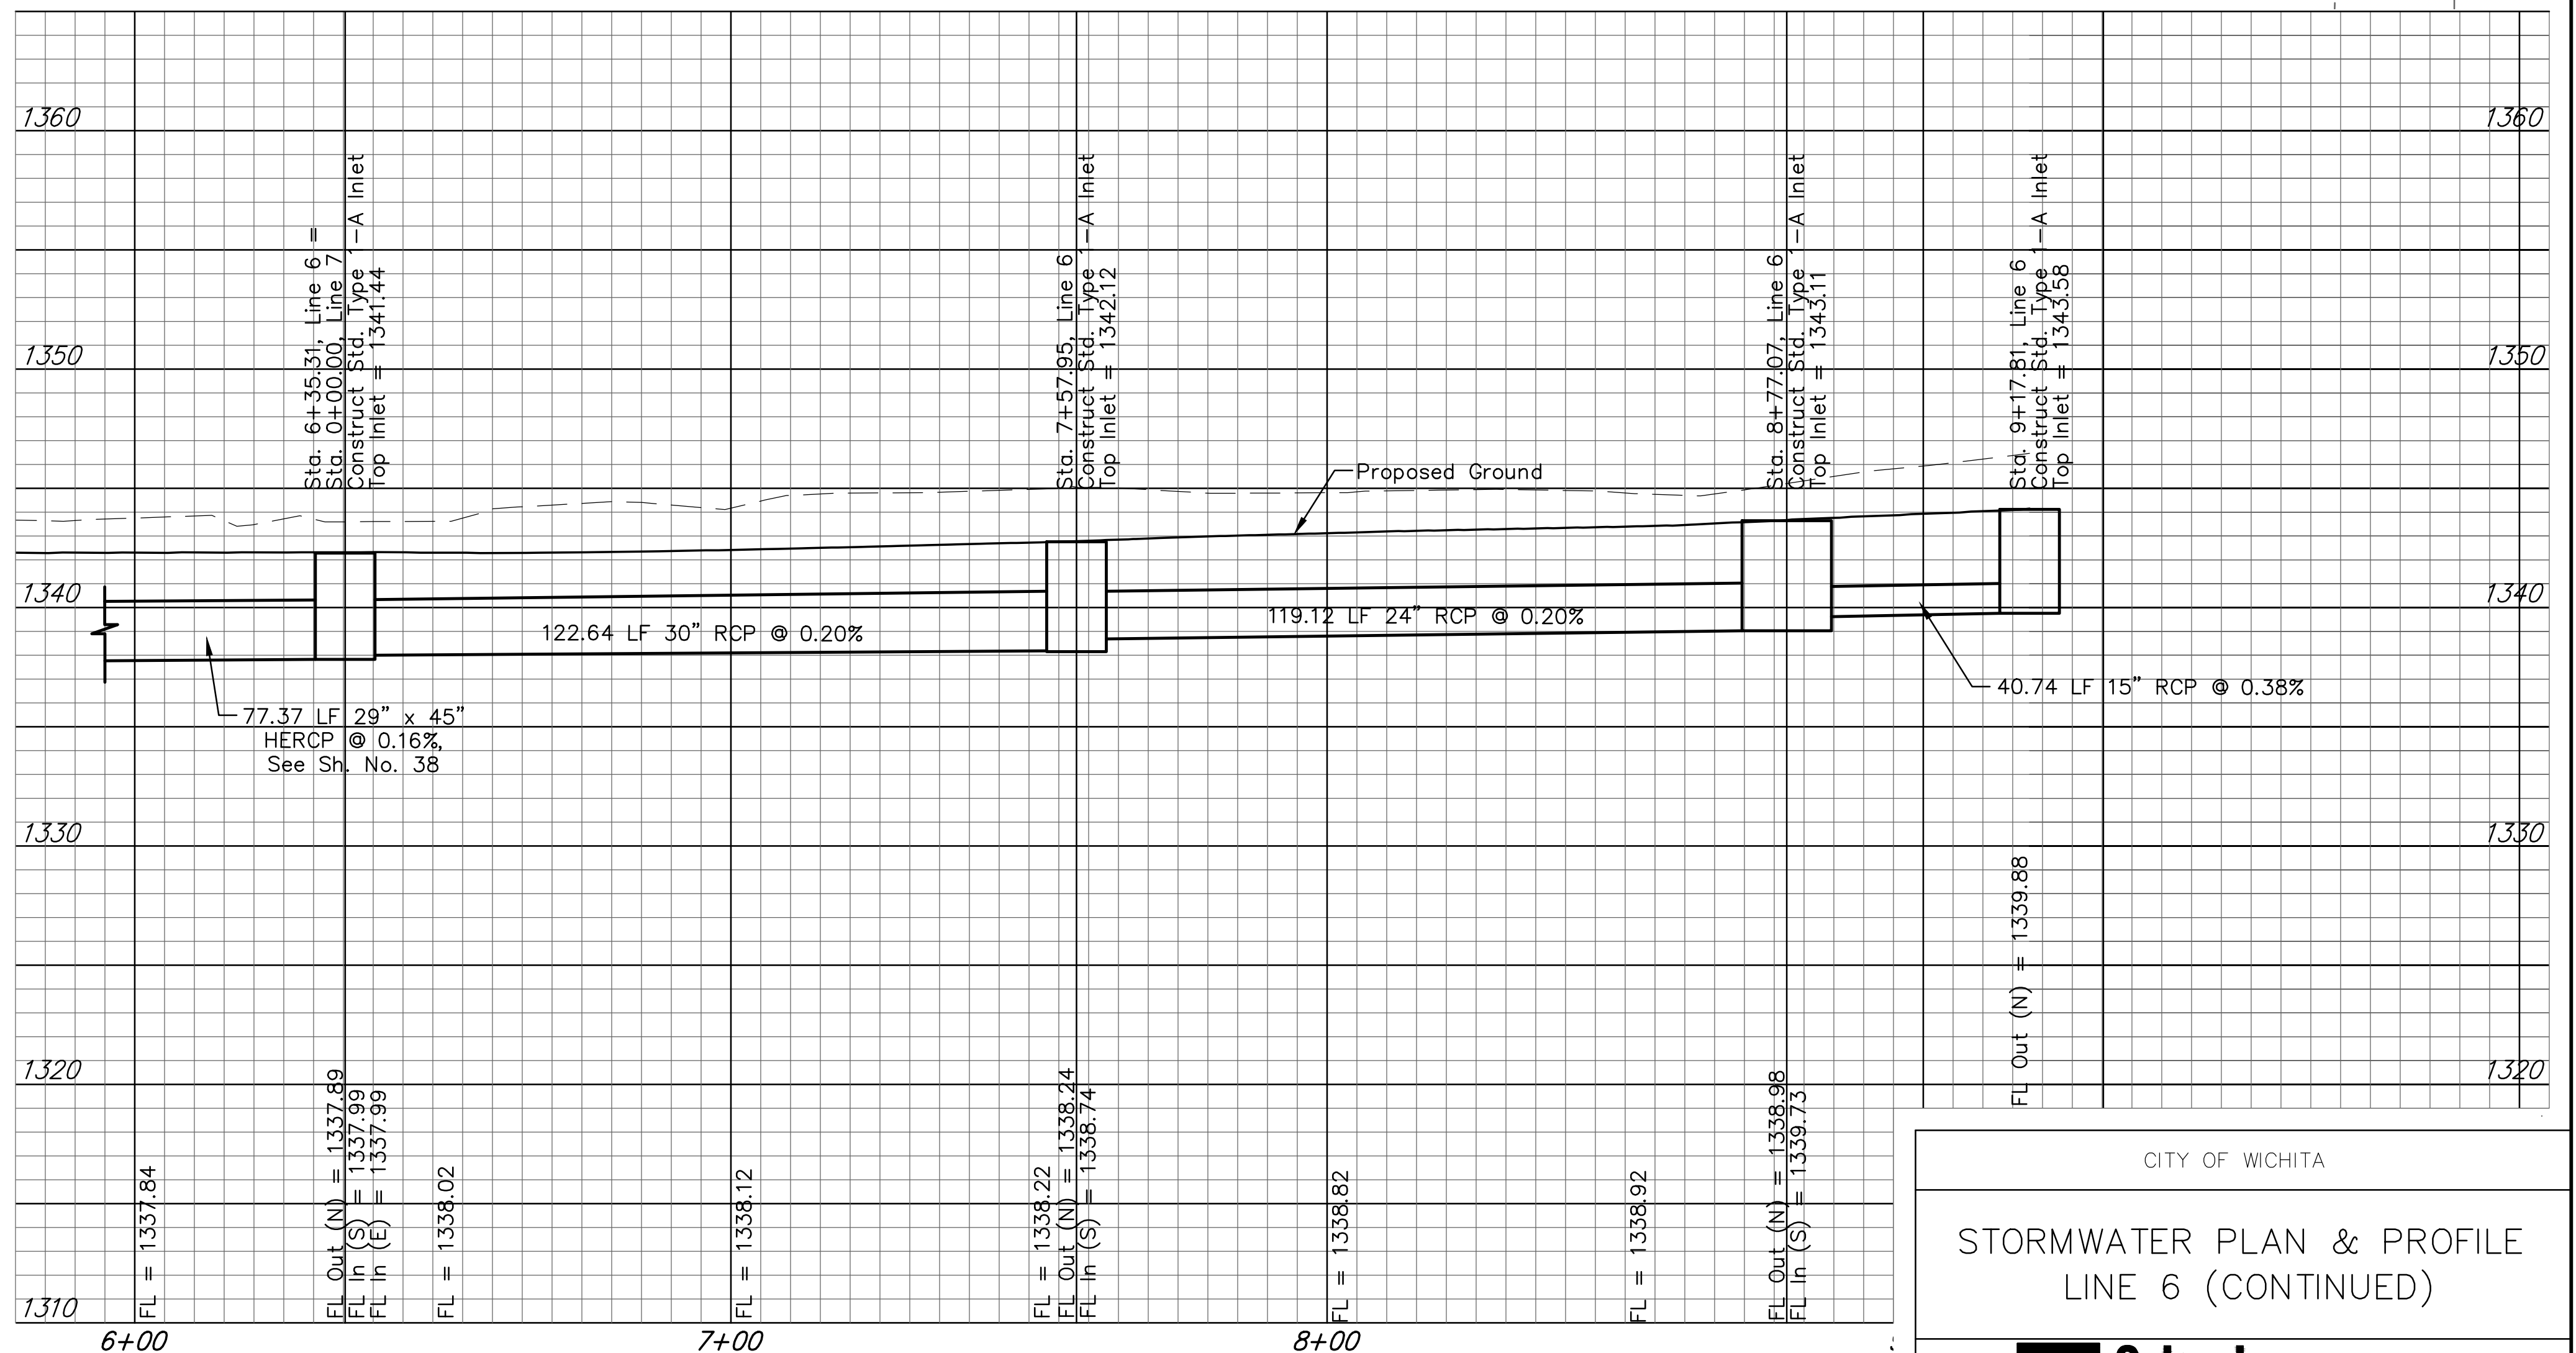 1360
1360
Sta. 6+35.31, Line 6 =
Sta. 0+00.00, Line 7
Construct Std. Type 1-A Inlet
Top Inlet = 1341.44
Sta. 7+57.95, Line 6
Construct Std. Type 1-A Inlet
Top Inlet = 1342.12
Sta. 8+77.07, Line 6
Construct Std. Type 1-A Inlet
Top Inlet = 1343.11
Sta. 9+17.81, Line 6
Construct Std. Type 1-A Inlet
Top Inlet = 1343.58
1350
1350
Proposed Ground
1340
1340
122.64 LF 30" RCP @ 0.20%
119.12 LF 24" RCP @ 0.20%
40.74 LF 15" RCP @ 0.38%
77.37 LF 29" x 45"
HERCP @ 0.16%,
See Sh. No. 38
1330
1330
1320
1320
FL = 1337.84
FL Out (N) = 1337.89
FL In (S) = 1337.99
FL In (E) = 1337.99
FL = 1338.02
FL = 1338.12
FL = 1338.22
FL Out (N) = 1338.24
FL In (S) = 1338.74
FL = 1338.82
FL = 1338.92
FL Out (N) = 1338.98
FL In (S) = 1339.73
FL Out (N) = 1339.88
1310
6+00
7+00
8+00
CITY OF WICHITA
STORMWATER PLAN & PROFILE
LINE 6 (CONTINUED)